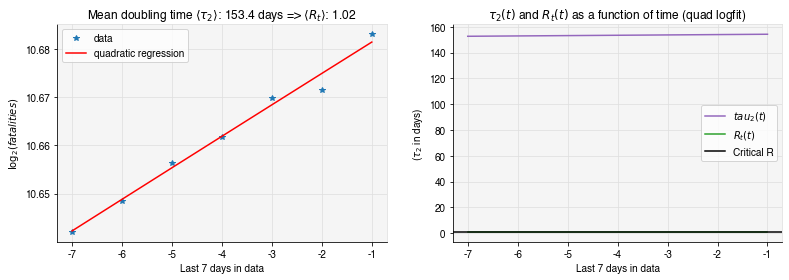 Mean doubling time ⟨τ₂⟩: 153.4 days => ⟨Rₜ⟩: 1.02
data
quadratic regression
log₂(fatalities)
10.68
10.67
10.66
10.65
-7 -6 -5 -4 -3 -2 -1
Last 7 days in data
τ₂(t) and Rₜ(t) as a function of time (quad logfit)
(τ₂ in days)
160
140
120
100
80
60
40
20
0
tau₂(t)
Rₜ(t)
Critical R
-7 -6 -5 -4 -3 -2 -1
Last 7 days in data